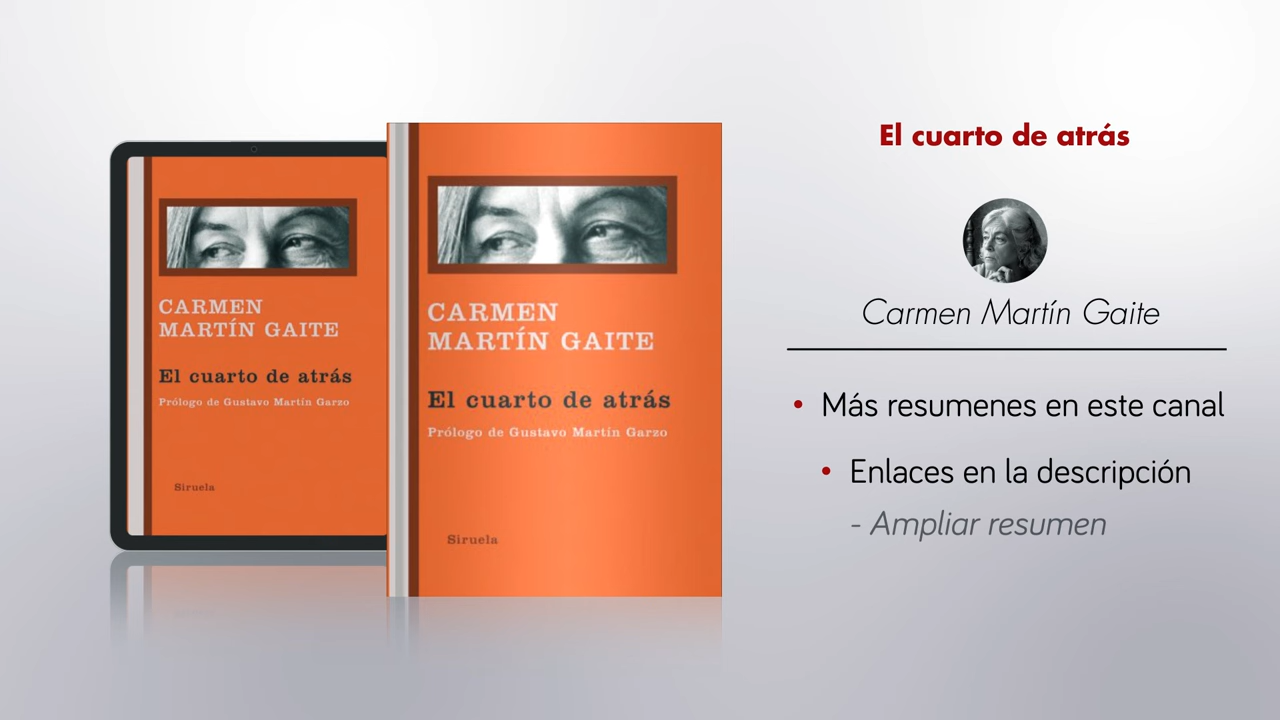 CARMEN
MARTÍN GAITE
El cuarto de atrás
Prólogo de Gustavo Martín Garzo
Siruela
CARMEN
MARTÍN GAITE
El cuarto de atrás
Prólogo de Gustavo Martín Garzo
Siruela
El cuarto de atrás
Carmen Martín Gaite
• Más resumenes en este canal
• Enlaces en la descripción
- Ampliar resumen